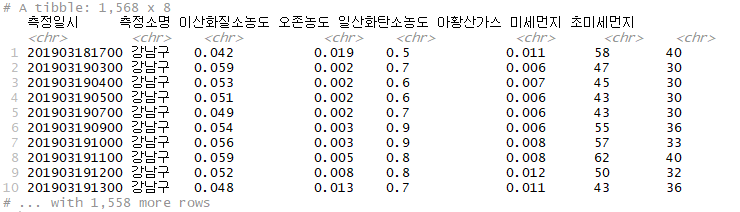 # A tibble: 1,568 x 8
측정일시 측정소명 이산화질소농도 오존농도 일산화탄소농도 아황산가스 미세먼지 초미세먼지
<chr> <chr> <chr> <chr> <chr> <chr> <chr> <chr>
1 201903181700 강남구 0.042 0.019 0.5 0.011 58 40
2 201903190300 강남구 0.059 0.002 0.7 0.006 47 30
3 201903190400 강남구 0.053 0.002 0.6 0.007 45 30
4 201903190500 강남구 0.051 0.002 0.6 0.006 43 30
5 201903190700 강남구 0.049 0.002 0.7 0.006 43 30
6 201903190900 강남구 0.054 0.003 0.9 0.006 55 36
7 201903191000 강남구 0.056 0.003 0.9 0.008 57 33
8 201903191100 강남구 0.059 0.005 0.8 0.008 62 40
9 201903191200 강남구 0.052 0.008 0.8 0.012 50 32
10 201903191300 강남구 0.048 0.013 0.7 0.011 43 36
# ... with 1,558 more rows